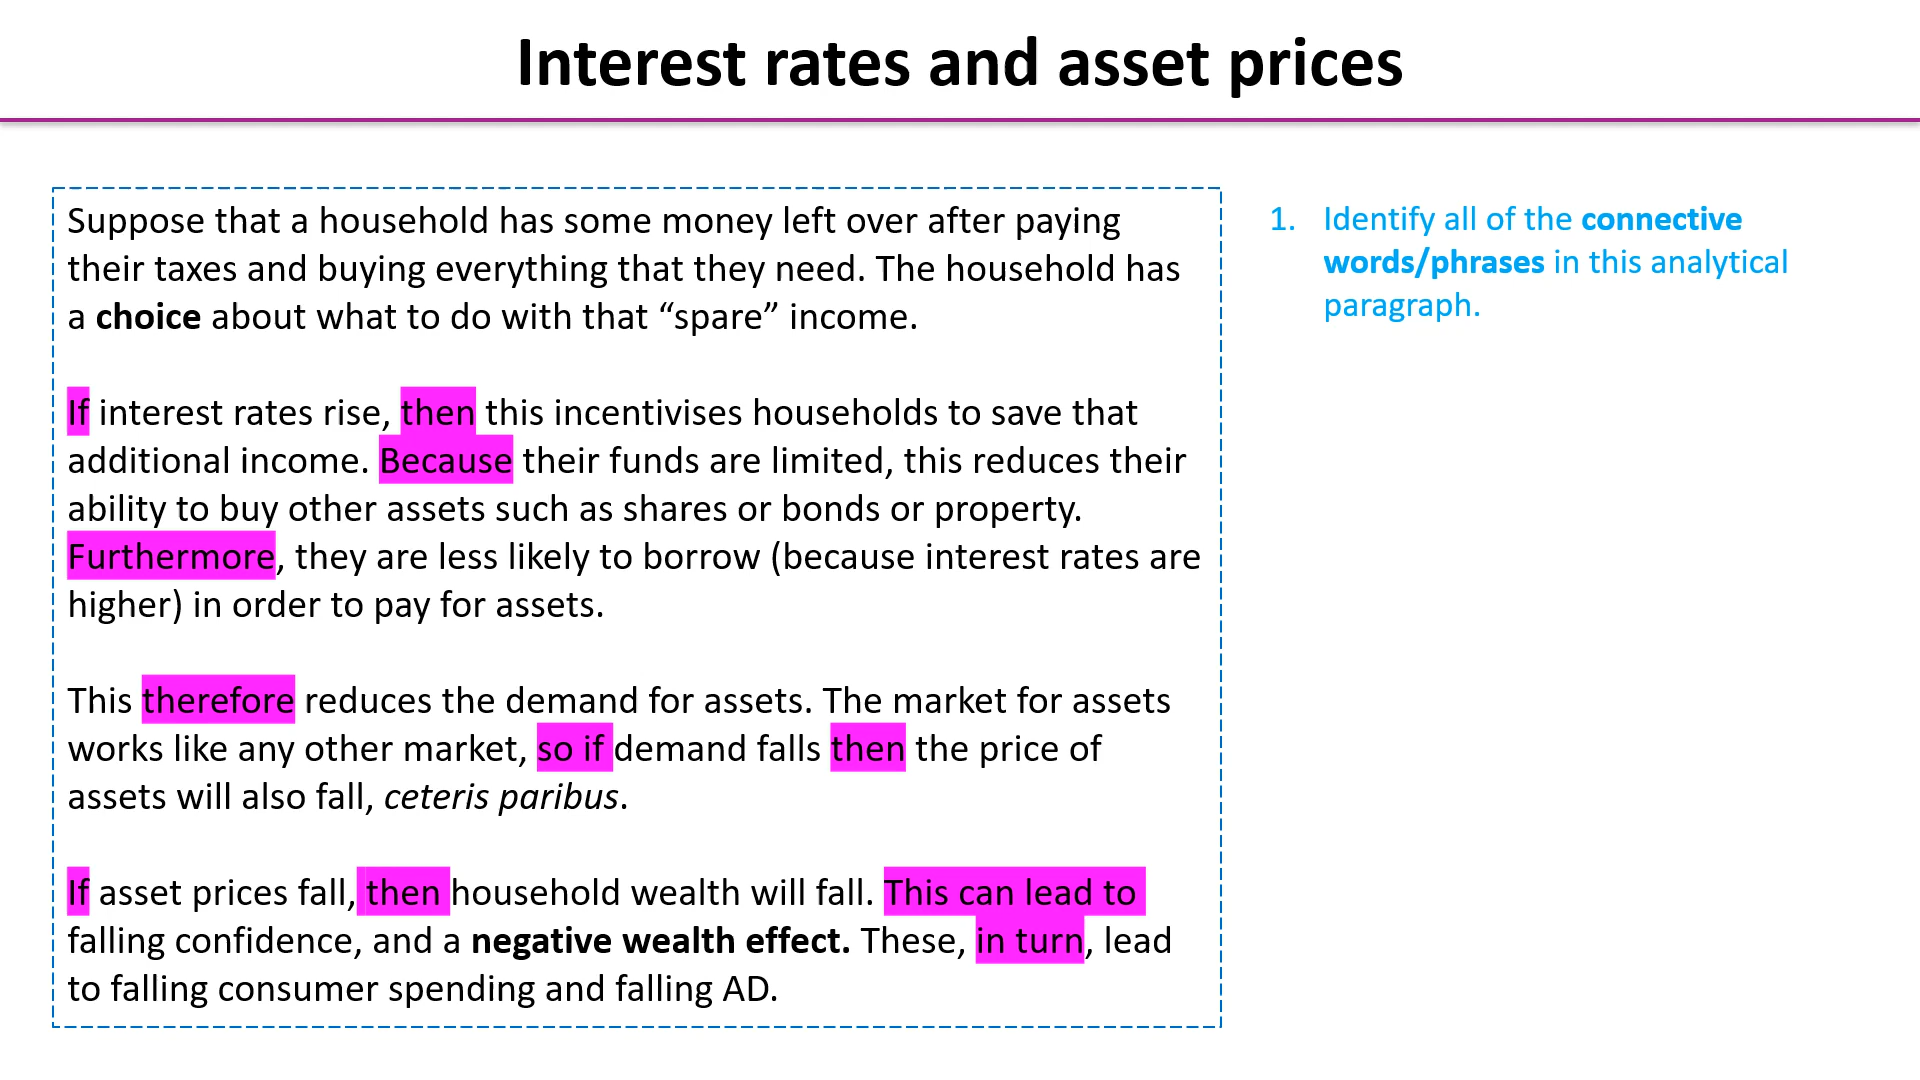 Interest rates and asset prices
Suppose that a household has some money left over after paying
their taxes and buying everything that they need. The household has
a choice about what to do with that “spare” income.
If interest rates rise, then this incentivises households to save that
additional income. Because their funds are limited, this reduces their
ability to buy other assets such as shares or bonds or property.
Furthermore, they are less likely to borrow (because interest rates are
higher) in order to pay for assets.
This therefore reduces the demand for assets. The market for assets
works like any other market, so if demand falls then the price of
assets will also fall, ceteris paribus.
If asset prices fall, then household wealth will fall. This can lead to
falling confidence, and a negative wealth effect. These, in turn, lead
to falling consumer spending and falling AD.
1. Identify all of the connective
words/phrases in this analytical
paragraph.